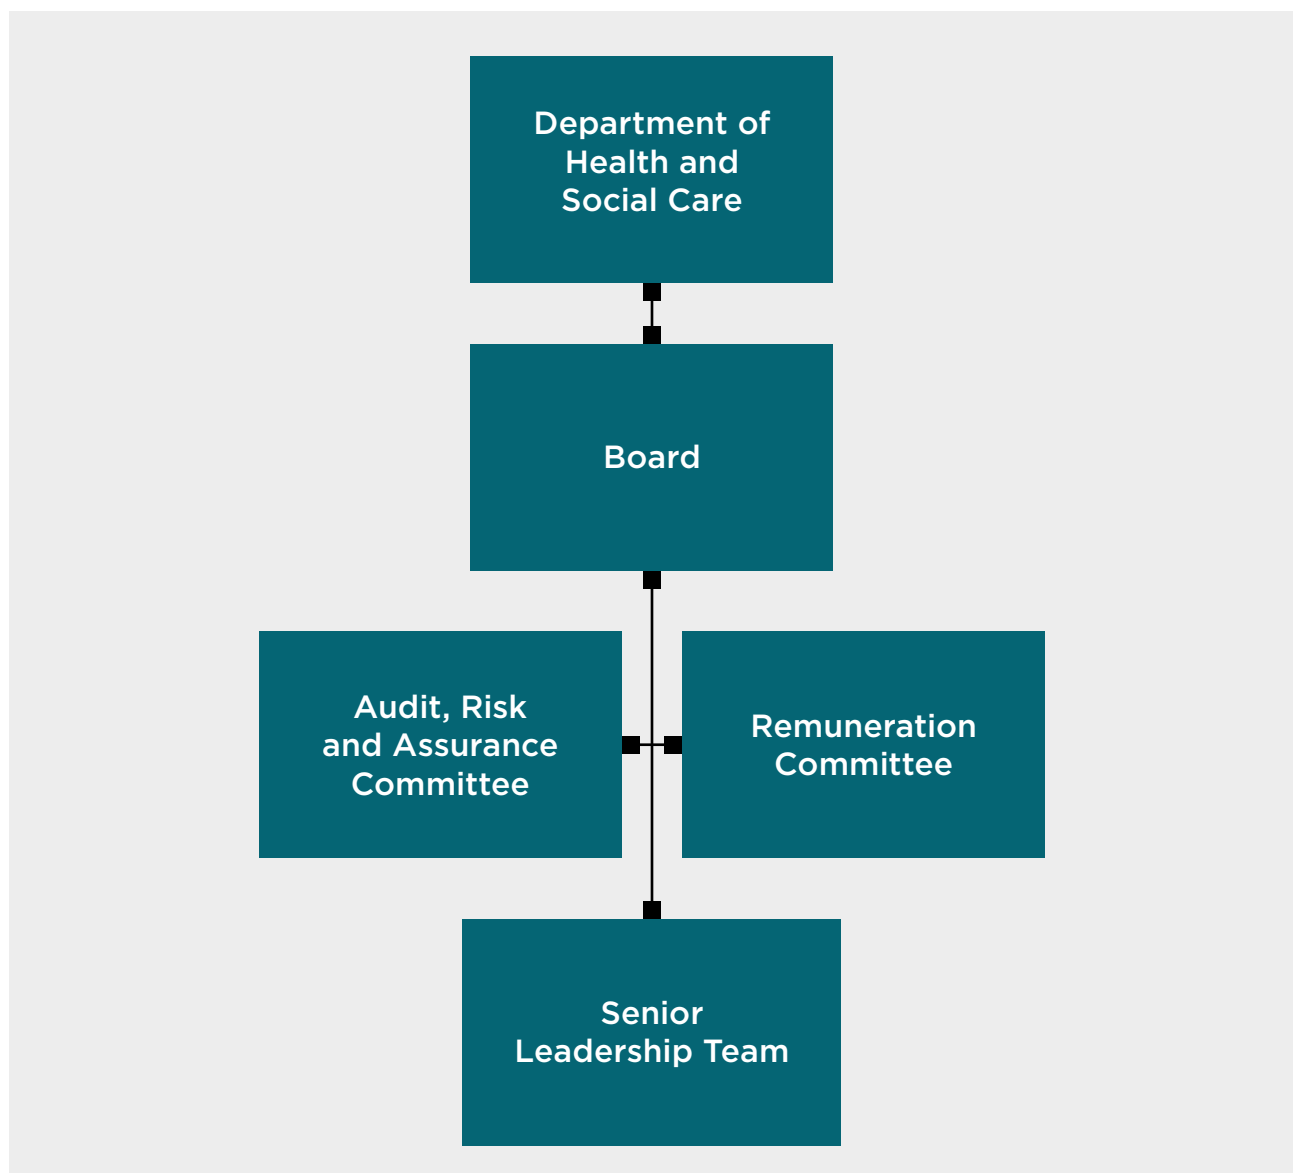 Department of
Health and
Social Care
Board
Audit, Risk
and Assurance
Committee
Remuneration
Committee
Senior
Leadership Team